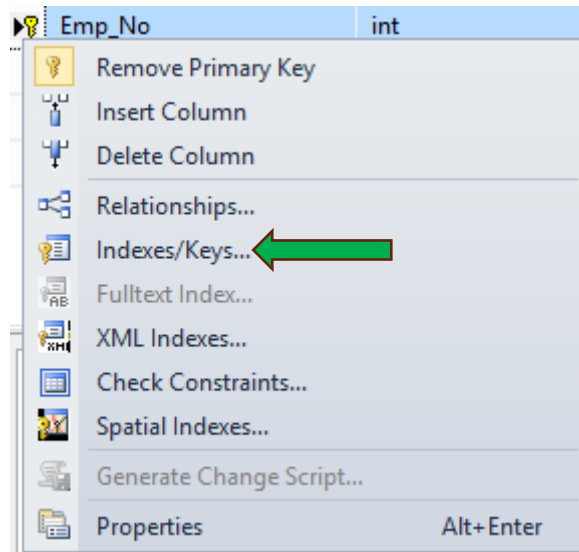 Emp_No int
Remove Primary Key
Insert Column
Delete Column
Relationships...
Indexes/Keys...
Fulltext Index...
XML Indexes...
Check Constraints...
Spatial Indexes...
Generate Change Script...
Properties Alt+Enter